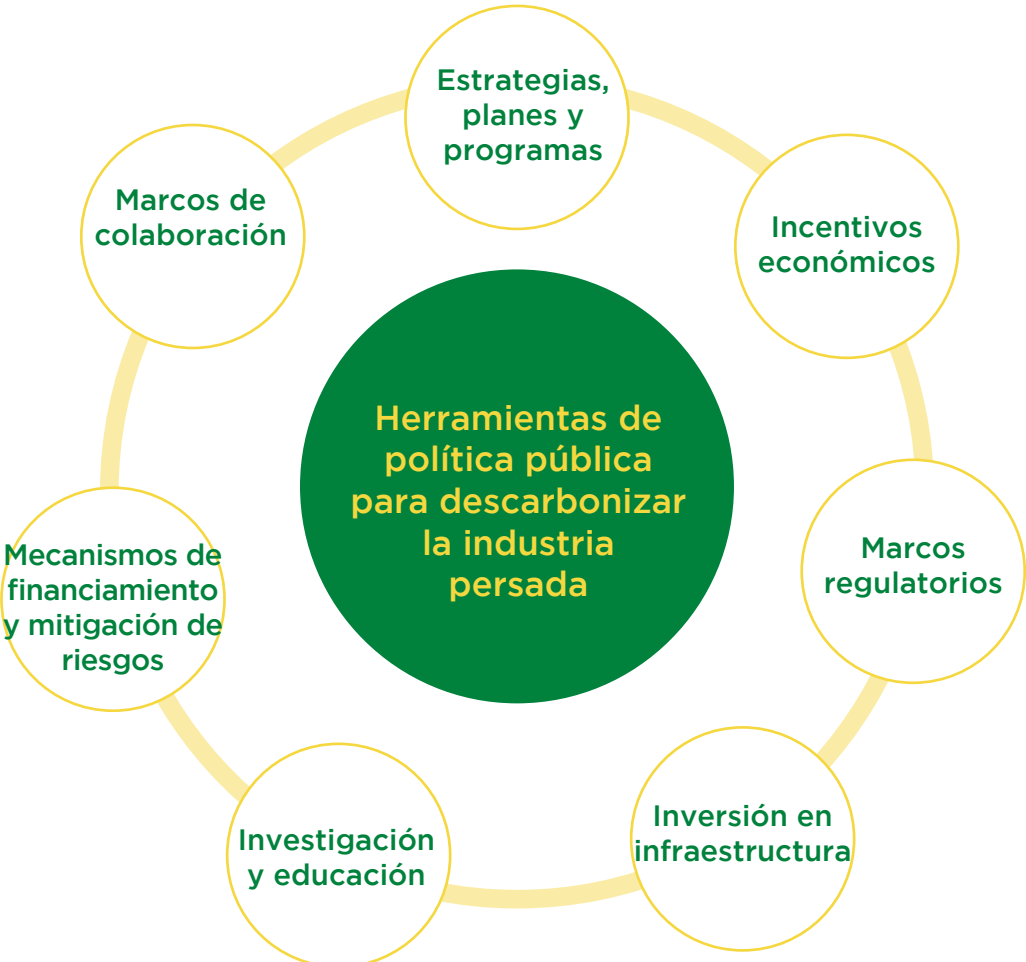 Estrategias,
planes y
programas
Incentivos
económicos
Marcos
regulatorios
Inversión en
infraestructura
Investigación
y educación
Mecanismos de
financiamiento
y mitigación de
riesgos
Marcos de
colaboración
Herramientas de
política pública
para descarbonizar
la industria
persada